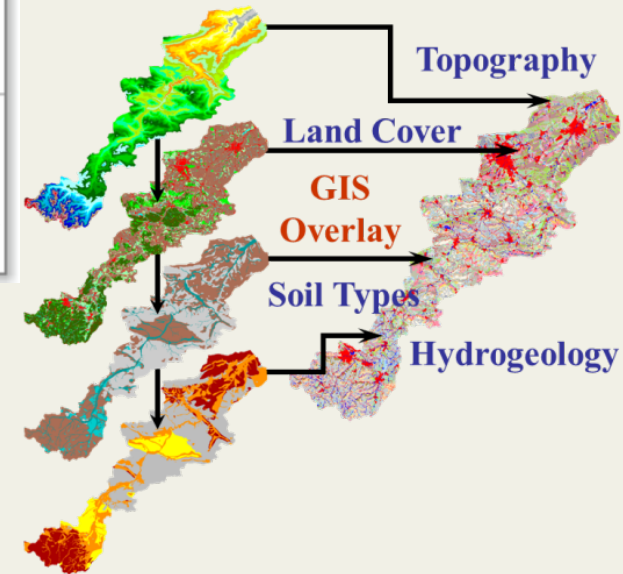 Topography
Land Cover
GIS
Overlay
Soil Types
Hydrogeology